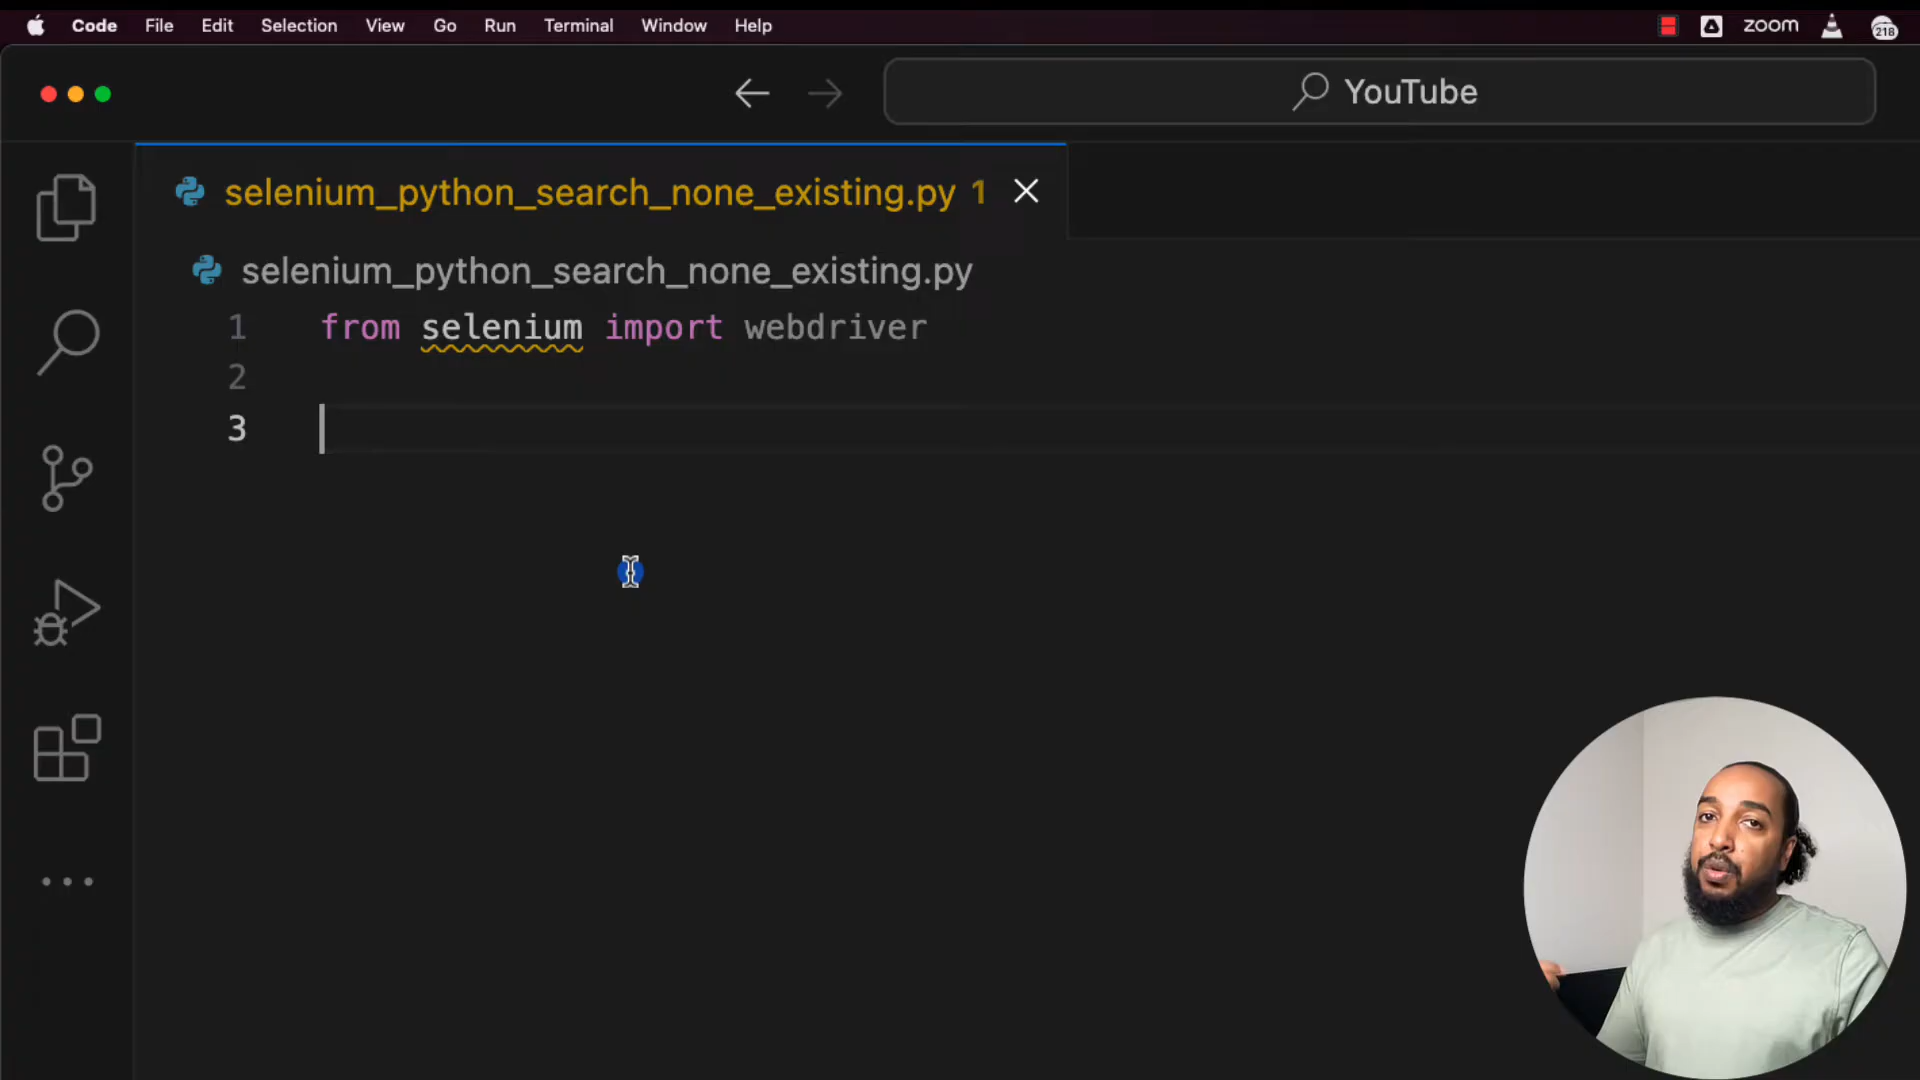 Code File Edit Selection View Go Run Terminal Window Help zoom 218
YouTube
selenium_python_search_none_existing.py 1
selenium_python_search_none_existing.py
1 from selenium import webdriver
2
3